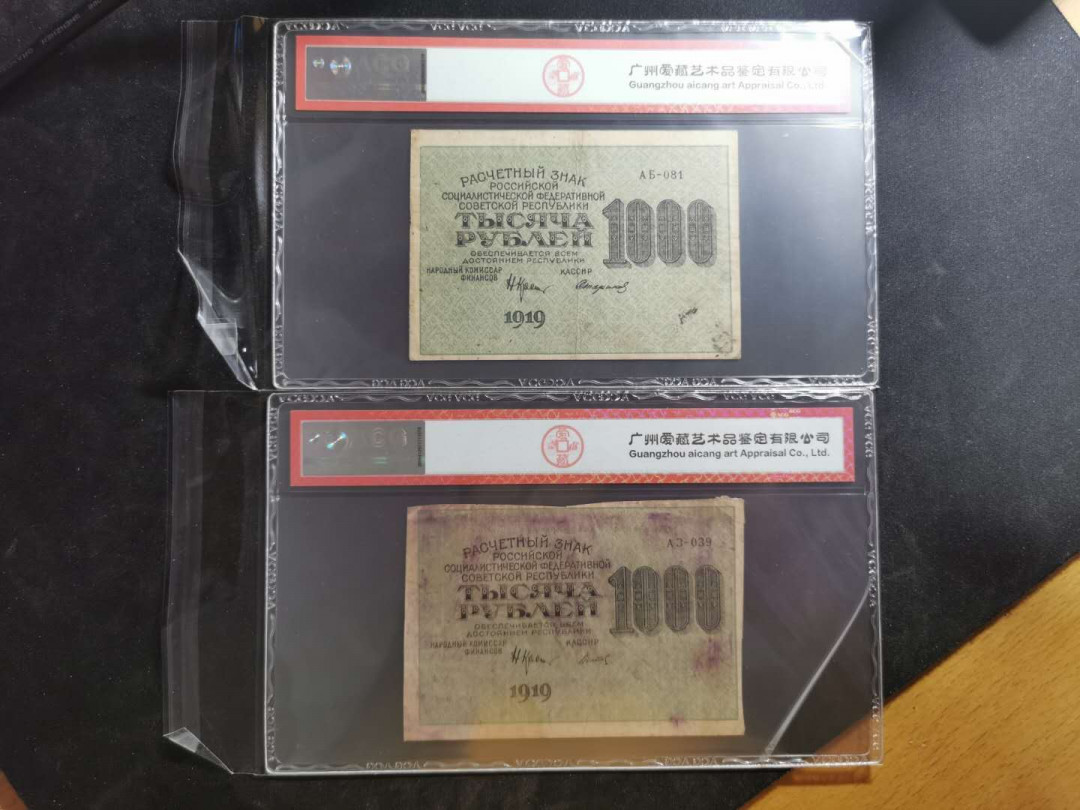 广州爱藏艺术品鉴定有限公司
Guangzhou aicang art Appraisal Co., Ltd.
РАСЧЕТНЫЙ ЗНАК
РОССИЙСКОЙ
СОЦИАЛИСТИЧЕСКОЙ ФЕДЕРАТИВНОЙ
СОВЕТСКОЙ РЕСПУБЛИКИ
ТЫСЯЧА
РУБЛЕЙ
ОБЕСПЕЧИВАЕТСЯ ВСЕМ
ДОСТОЯНИЕМ РЕСПУБЛИКИ
НАРОДНЫЙ КОМИССАР
ФИНАНСОВ
КАССИР
АБ-081
1000
1919
广州爱藏艺术品鉴定有限公司
Guangzhou aicang art Appraisal Co., Ltd.
РАСЧЕТНЫЙ ЗНАК
РОССИЙСКОЙ
СОЦИАЛИСТИЧЕСКОЙ ФЕДЕРАТИВНОЙ
СОВЕТСКОЙ РЕСПУБЛИКИ
ТЫСЯЧА
РУБЛЕЙ
ОБЕСПЕЧИВАЕТСЯ ВСЕМ
ДОСТОЯНИЕМ РЕСПУБЛИКИ
НАРОДНЫЙ КОМИССАР
ФИНАНСОВ
КАССИР
АЗ-039
1000
1919